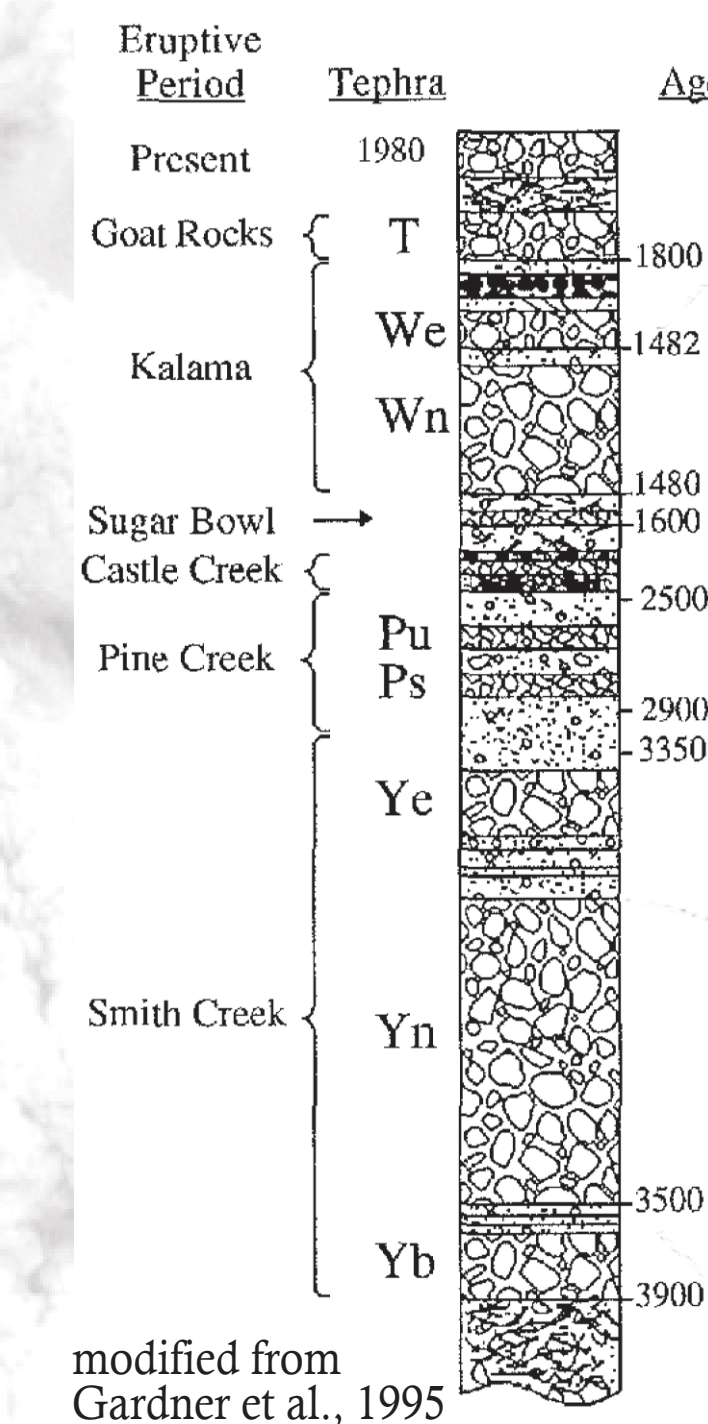 Eruptive
Period Tephra
Present 1980
Goat Rocks T
1800
We
1482
Kalama
Wn
1480
Sugar Bowl
1600
Castle Creek
2500
Pu
Pine Creek
Ps
2900
3350
Ye
Smith Creek Yn
3500
Yb
3900
modified from
Gardner et al., 1995